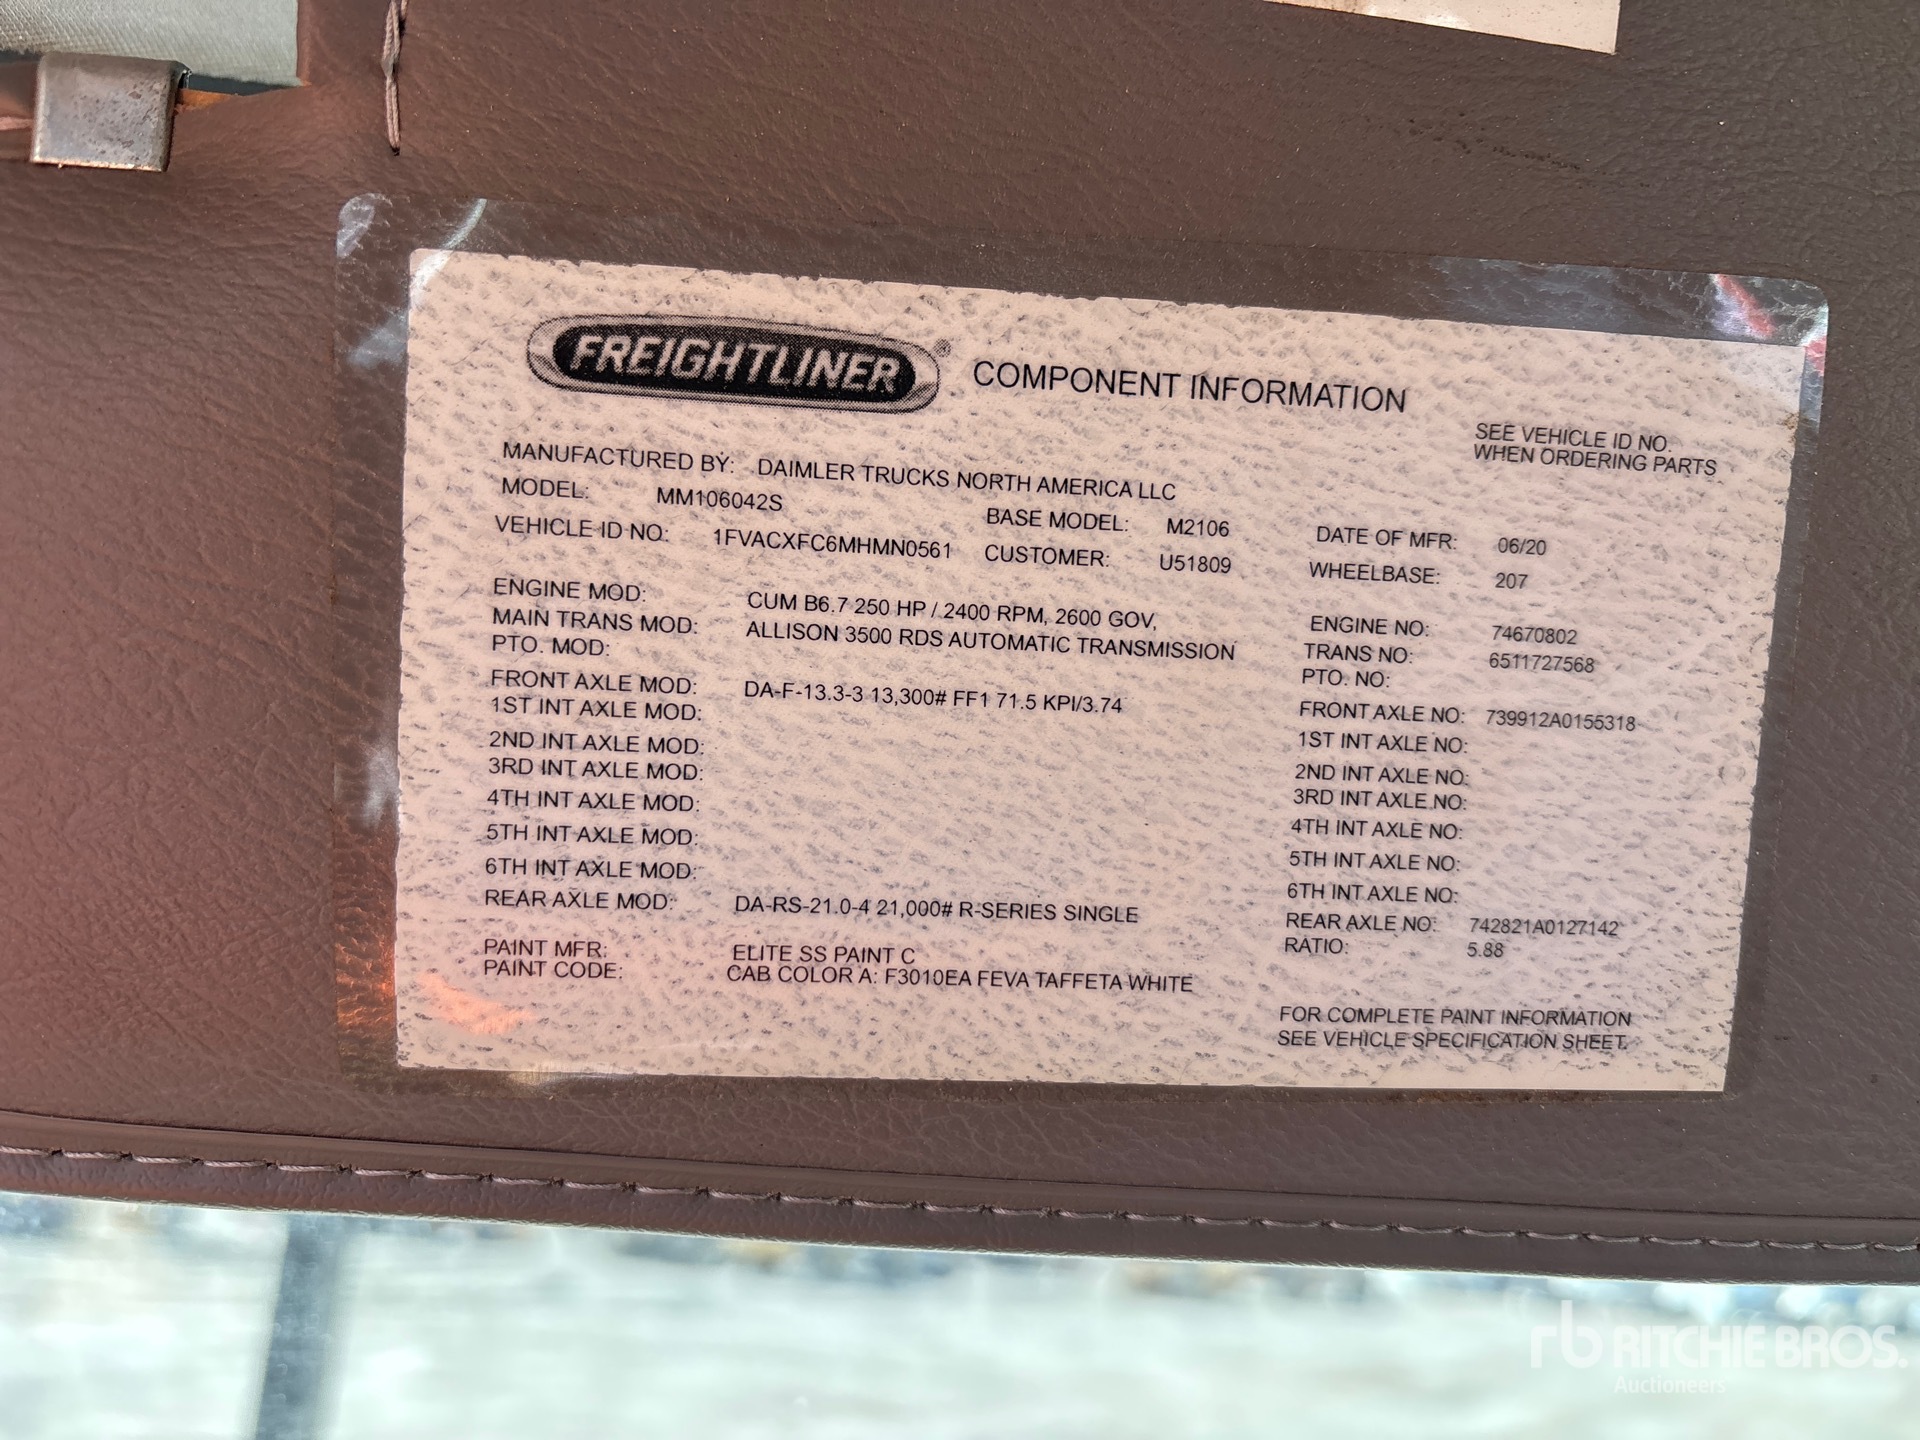 FREIGHTLINER® COMPONENT INFORMATION
SEE VEHICLE ID NO.
WHEN ORDERING PARTS
MANUFACTURED BY: DAIMLER TRUCKS NORTH AMERICA LLC
MODEL: MM106042S BASE MODEL: M2106 DATE OF MFR: 06/20
VEHICLE ID NO: 1FVACXFC6MHMN0561 CUSTOMER: U51809 WHEELBASE: 207
ENGINE MOD: CUM B6.7 250 HP / 2400 RPM, 2600 GOV, ENGINE NO: 74670802
MAIN TRANS MOD: ALLISON 3500 RDS AUTOMATIC TRANSMISSION TRANS NO: 6511727568
PTO. MOD: PTO. NO:
FRONT AXLE MOD: DA-F-13.3-3 13,300# FF1 71.5 KPI/3.74 FRONT AXLE NO: 739912A0155318
1ST INT AXLE MOD: 1ST INT AXLE NO:
2ND INT AXLE MOD: 2ND INT AXLE NO:
3RD INT AXLE MOD: 3RD INT AXLE NO:
4TH INT AXLE MOD: 4TH INT AXLE NO:
5TH INT AXLE MOD: 5TH INT AXLE NO:
6TH INT AXLE MOD: 6TH INT AXLE NO:
REAR AXLE MOD: DA-RS-21.0-4 21,000# R-SERIES SINGLE REAR AXLE NO: 742821A0127142
RATIO: 5.88
PAINT MFR: ELITE SS PAINT C
PAINT CODE: CAB COLOR A: F3010EA FEVA TAFFETA WHITE
FOR COMPLETE PAINT INFORMATION
SEE VEHICLE SPECIFICATION SHEET.
rb RITCHIE BROS.
Auctioneers